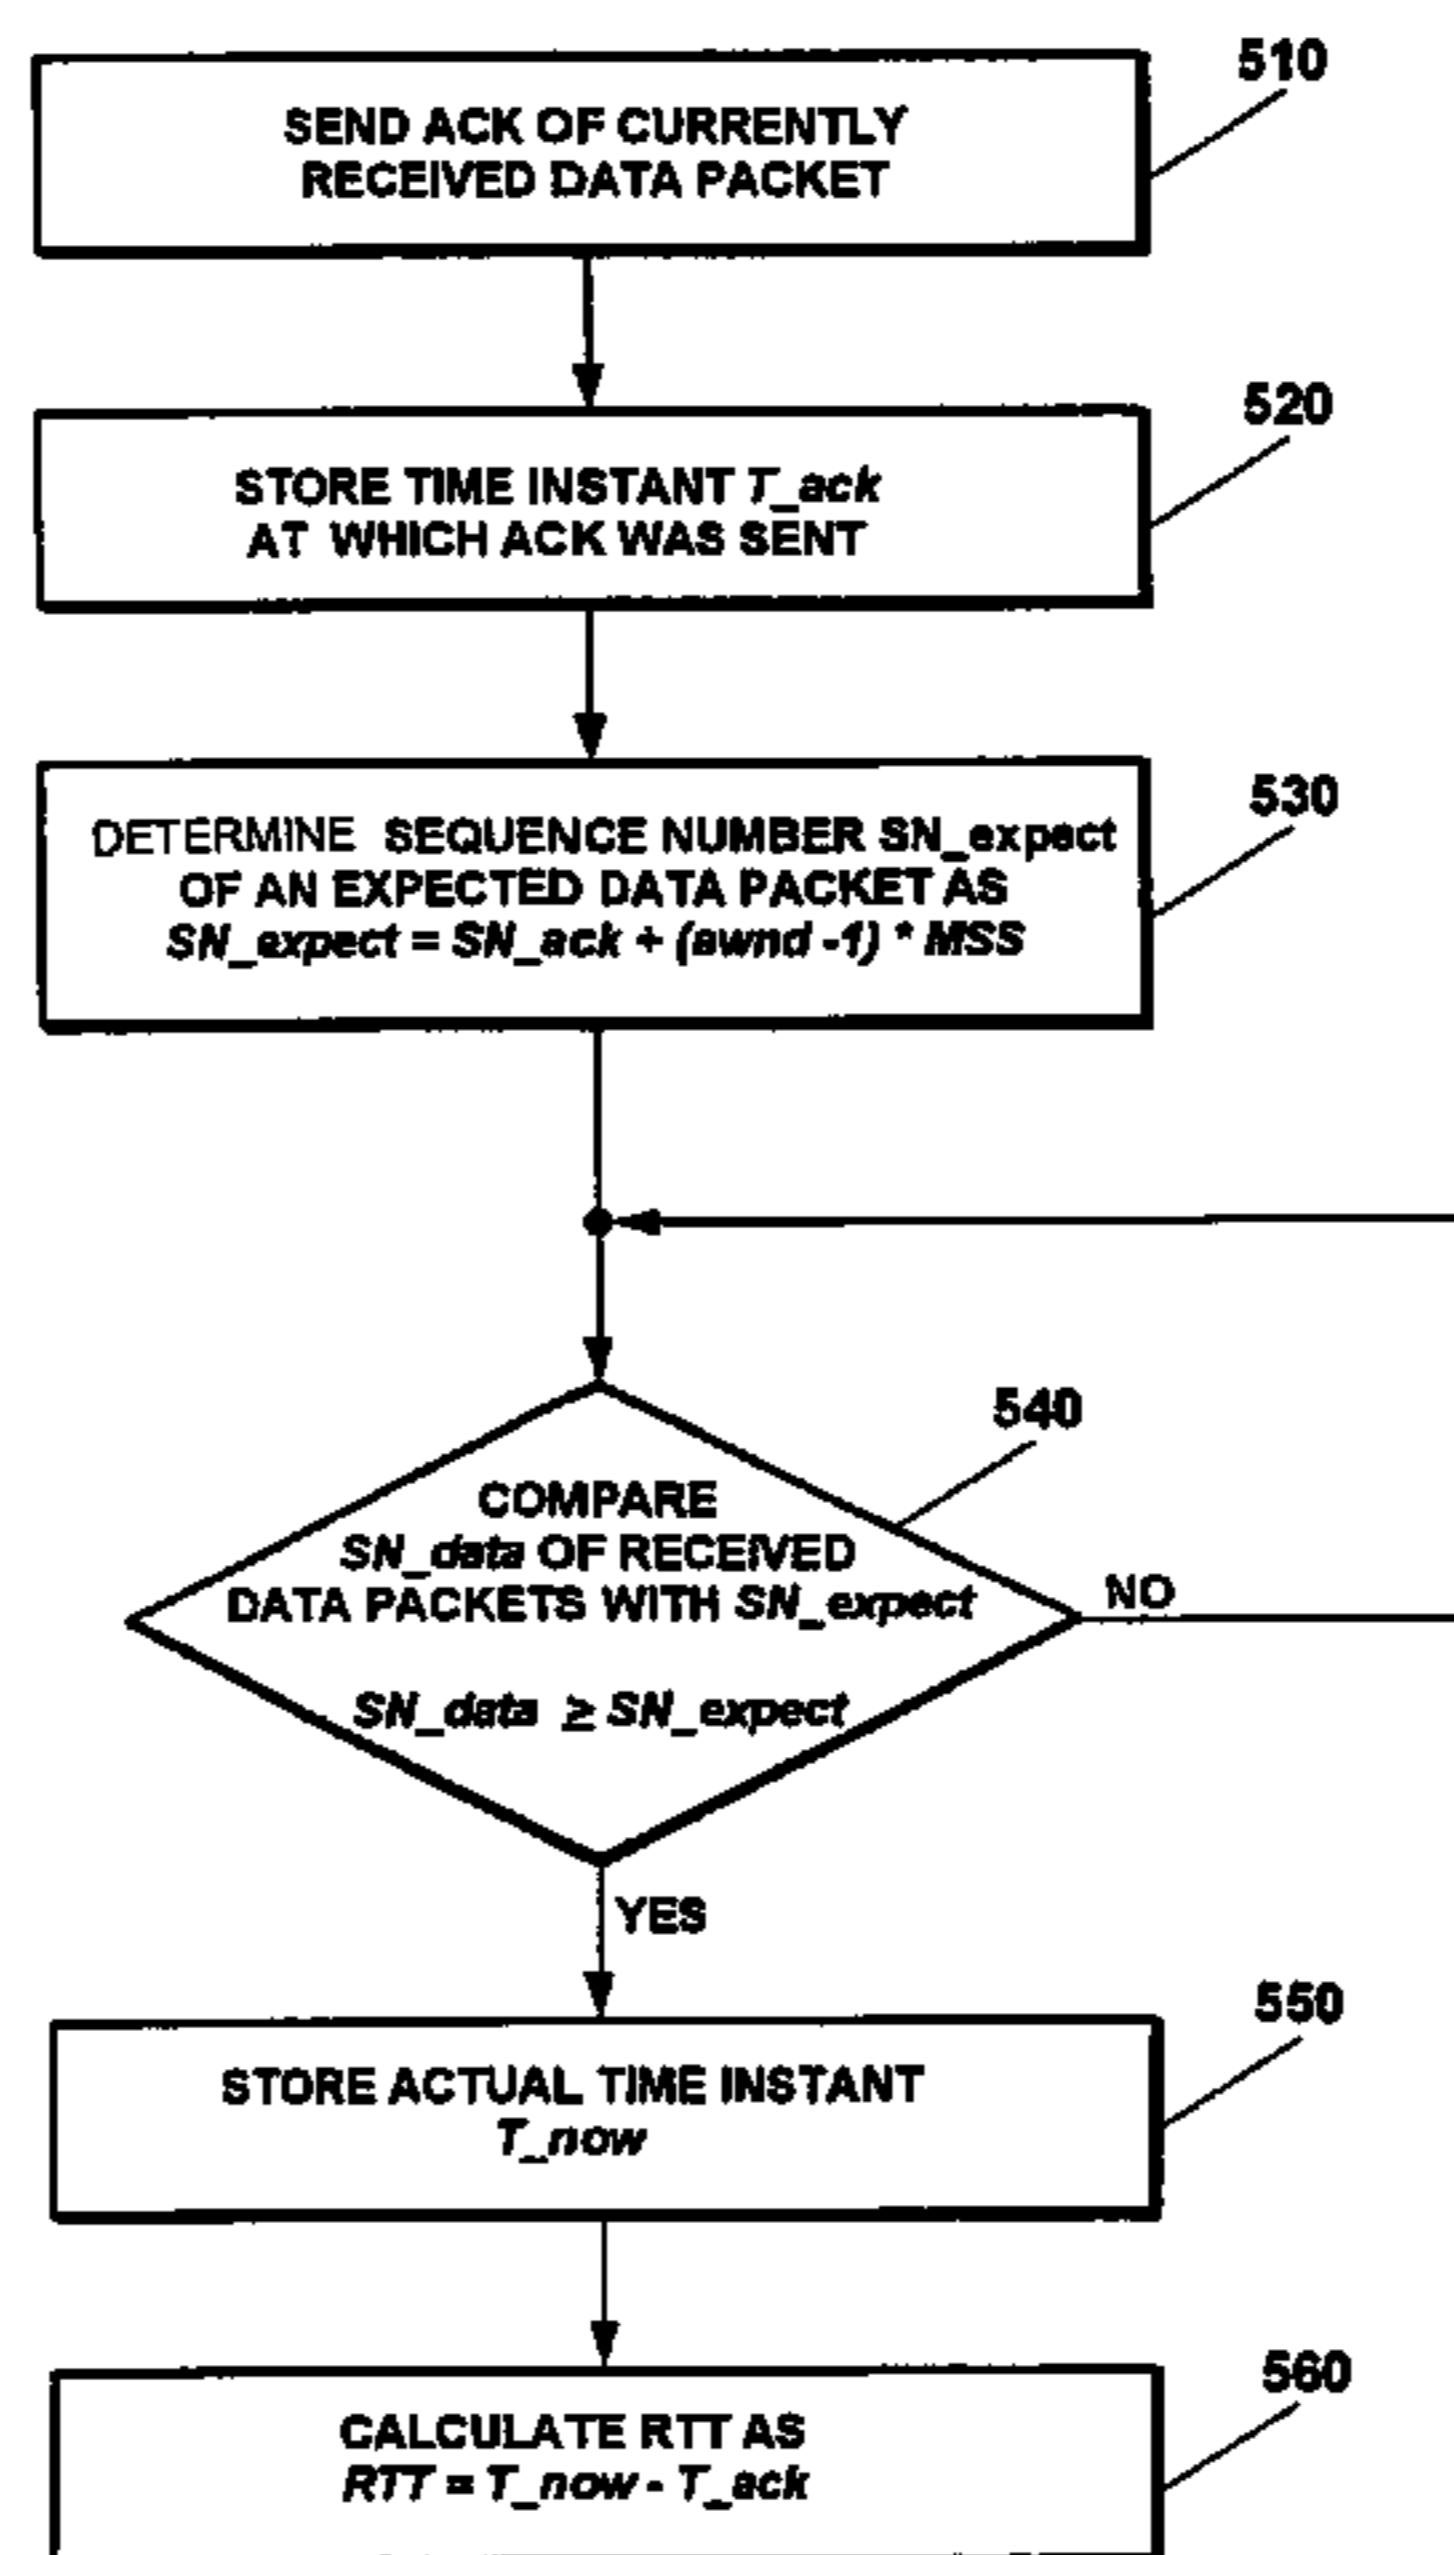 510
SEND ACK OF CURRENTLY
RECEIVED DATA PACKET
520
STORE TIME INSTANT T_ack
AT WHICH ACK WAS SENT
530
DETERMINE SEQUENCE NUMBER SN_expect
OF AN EXPECTED DATA PACKET AS
SN_expect = SN_ack + (awnd -1) * MSS
540
COMPARE
SN_data OF RECEIVED
DATA PACKETS WITH SN_expect
NO
SN_data ≥ SN_expect
YES
550
STORE ACTUAL TIME INSTANT
T_now
560
CALCULATE RTT AS
RTT = T_now - T_ack